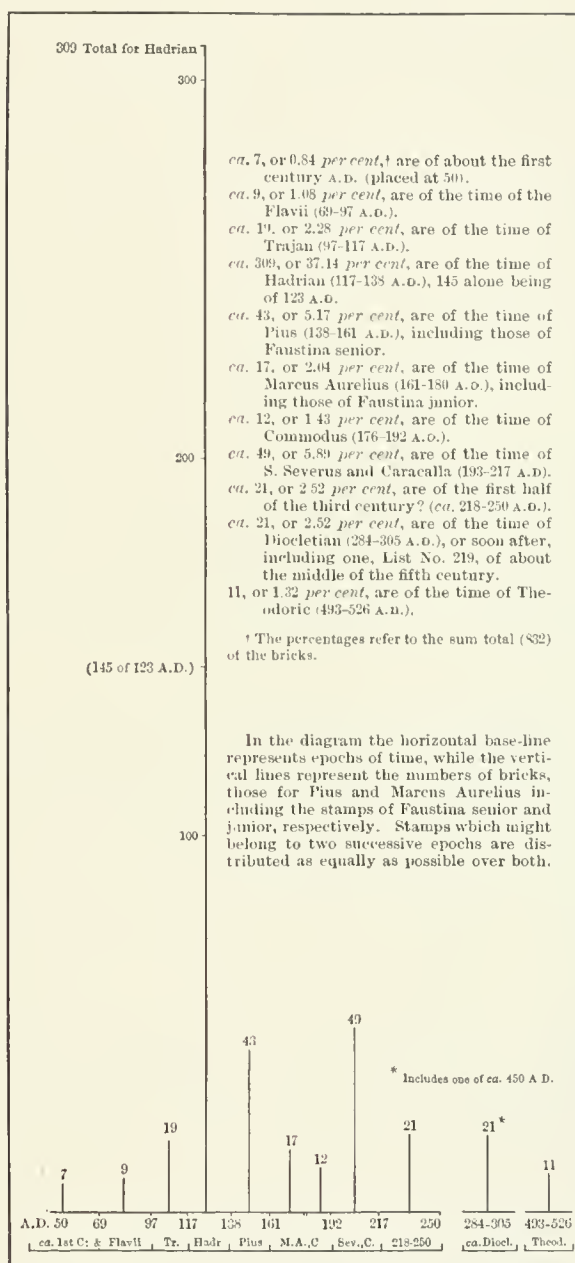 309 Total for Hadrian
300
ca. 7, or 0.84 per cent,† are of about the first
century A.D. (placed at 50).
ca. 9, or 1.08 per cent, are of the time of the
Flavii (69-97 A.D.).
ca. 19, or 2.28 per cent, are of the time of
Trajan (97-117 A.D.).
ca. 309, or 37.14 per cent, are of the time of
Hadrian (117-138 A.D.), 145 alone being
of 123 A.D.
ca. 43, or 5.17 per cent, are of the time of
Pius (138-161 A.D.), including those of
Faustina senior.
ca. 17, or 2.04 per cent, are of the time of
Marcus Aurelius (161-180 A.D.), includ-
ing those of Faustina junior.
ca. 12, or 1 43 per cent, are of the time of
Commodus (176-192 A.D.).
ca. 49, or 5.89 per cent, are of the time of
S. Severus and Caracalla (193-217 A.D).
ca. 21, or 2 52 per cent, are of the first half
of the third century? (ca. 218-250 A.D.).
ca. 21, or 2.52 per cent, are of the time of
Diocletian (284-305 A.D.), or soon after,
including one, List No. 219, of about
the middle of the fifth century.
11, or 1.32 per cent, are of the time of The-
odoric (493-526 A.D.).
† The percentages refer to the sum total (832)
of the bricks.
200
(145 of 123 A.D.)
In the diagram the horizontal base-line
represents epochs of time, while the verti-
cal lines represent the numbers of bricks,
those for Pius and Marcus Aurelius in-
cluding the stamps of Faustina senior and
junior, respectively. Stamps which might
belong to two successive epochs are dis-
tributed as equally as possible over both.
100
49
43
* Includes one of ca. 450 A D.
19
21
21*
17
12
11
9
7
A.D. 50 69 97 117 138 161 192 217 250 284-305 493-526
ca. 1st C: & Flavii Tr. Hadr Pius M.A.,C Sev.,C. 218-250 ca.Diocl. Theod.